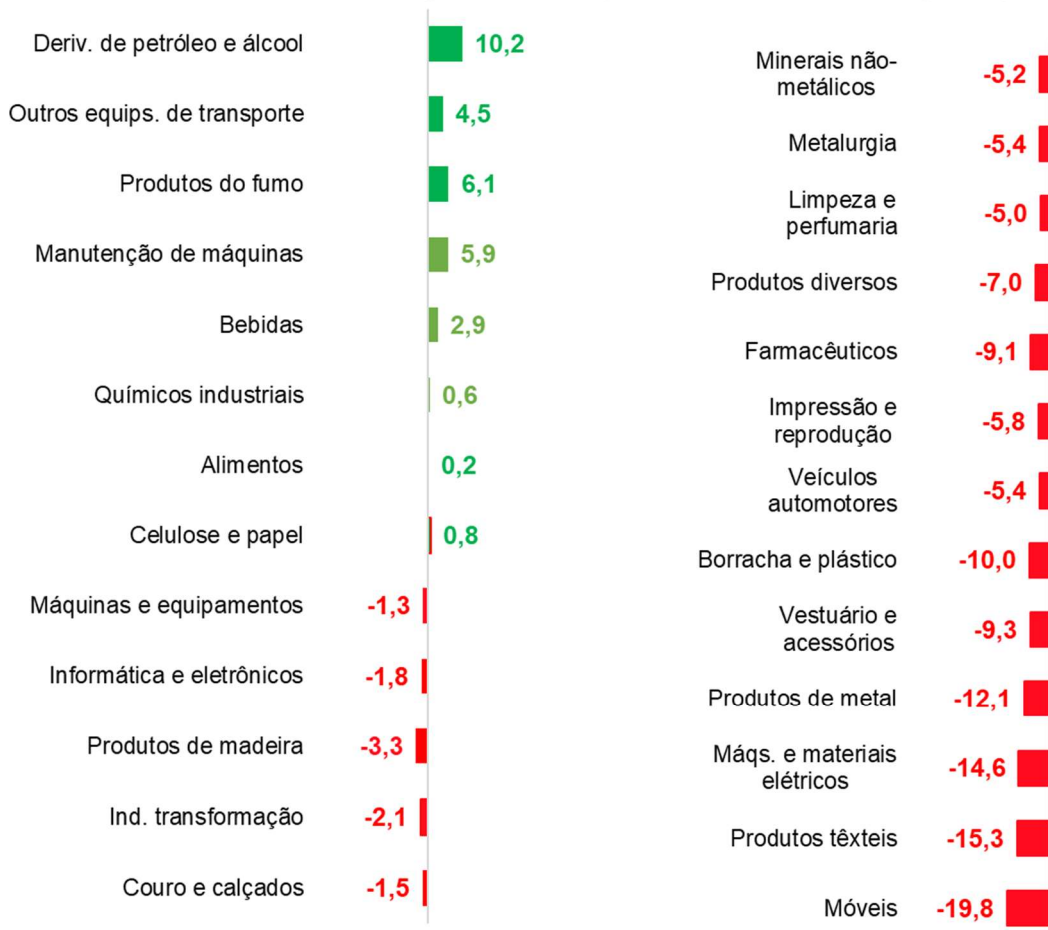 Deriv. de petróleo e álcool 10,2
Outros equips. de transporte 4,5
Produtos do fumo 6,1
Manutenção de máquinas 5,9
Bebidas 2,9
Químicos industriais 0,6
Alimentos 0,2
Celulose e papel 0,8
Máquinas e equipamentos -1,3
Informática e eletrônicos -1,8
Produtos de madeira -3,3
Ind. transformação -2,1
Couro e calçados -1,5
Minerais não-
metálicos -5,2
Metalurgia -5,4
Limpeza e
perfumaria -5,0
Produtos diversos -7,0
Farmacêuticos -9,1
Impressão e
reprodução -5,8
Veículos
automotores -5,4
Borracha e plástico -10,0
Vestuário e
acessórios -9,3
Produtos de metal -12,1
Máqs. e materiais
elétricos -14,6
Produtos têxteis -15,3
Móveis -19,8